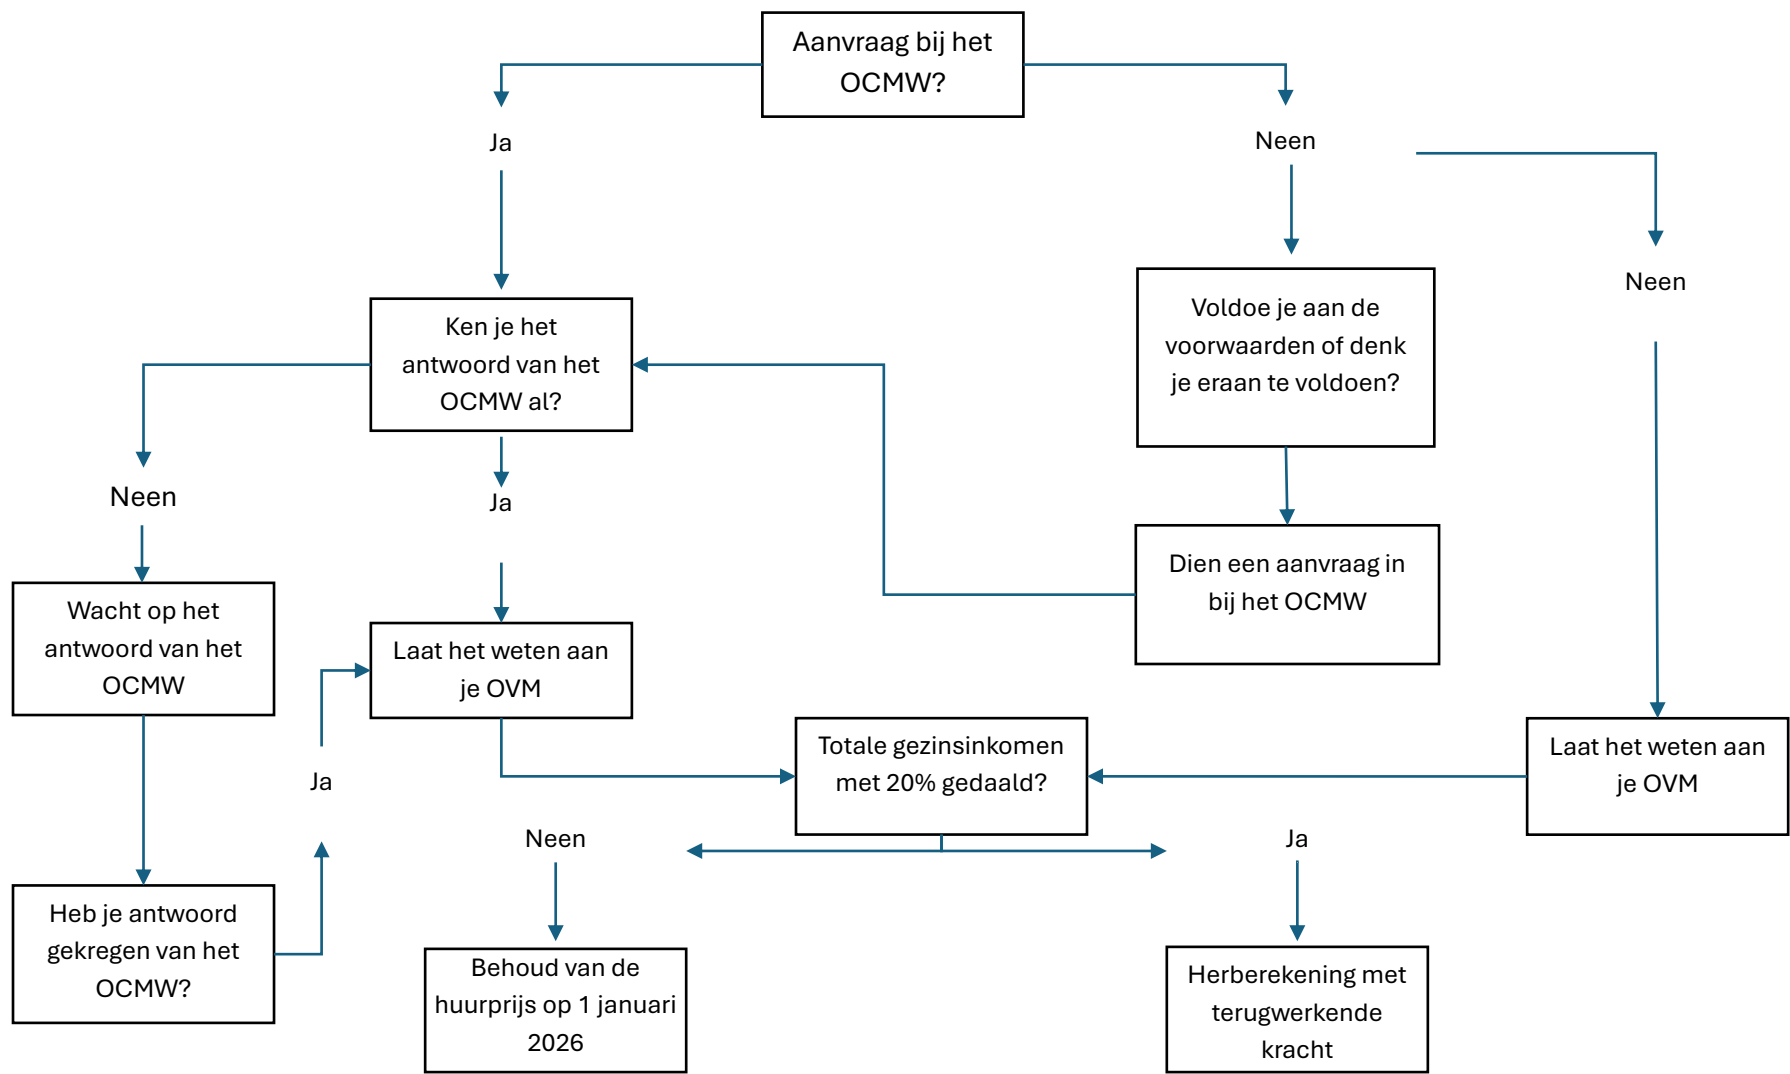 Aanvraag bij het
OCMW?
Ja
Neen
Neen
Ken je het
antwoord van het
OCMW al?
Voldoe je aan de
voorwaarden of denk
je eraan te voldoen?
Neen
Ja
Dien een aanvraag in
bij het OCMW
Wacht op het
antwoord van het
OCMW
Laat het weten aan
je OVM
Totale gezinsinkomen
met 20% gedaald?
Laat het weten aan
je OVM
Ja
Neen
Ja
Heb je antwoord
gekregen van het
OCMW?
Behoud van de
huurprijs op 1 januari
2026
Herberekening met
terugwerkende
kracht